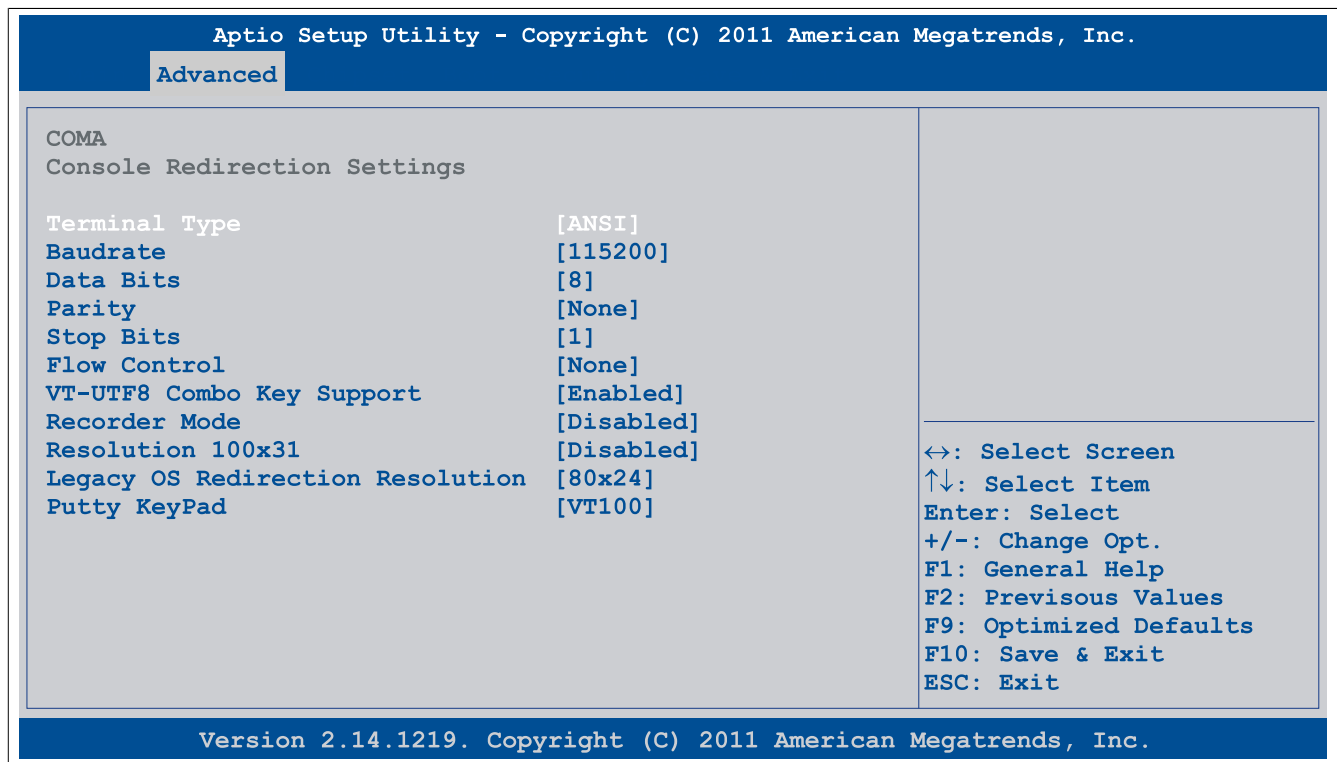 Aptio Setup Utility - Copyright (C) 2011 American Megatrends, Inc.
Advanced
COMA
Console Redirection Settings
Terminal Type [ANSI]
Baudrate [115200]
Data Bits [8]
Parity [None]
Stop Bits [1]
Flow Control [None]
VT-UTF8 Combo Key Support [Enabled]
Recorder Mode [Disabled]
Resolution 100x31 [Disabled]
Legacy OS Redirection Resolution [80x24]
Putty KeyPad [VT100]
↔: Select Screen
↑↓: Select Item
Enter: Select
+/-: Change Opt.
F1: General Help
F2: Previsous Values
F9: Optimized Defaults
F10: Save & Exit
ESC: Exit
Version 2.14.1219. Copyright (C) 2011 American Megatrends, Inc.